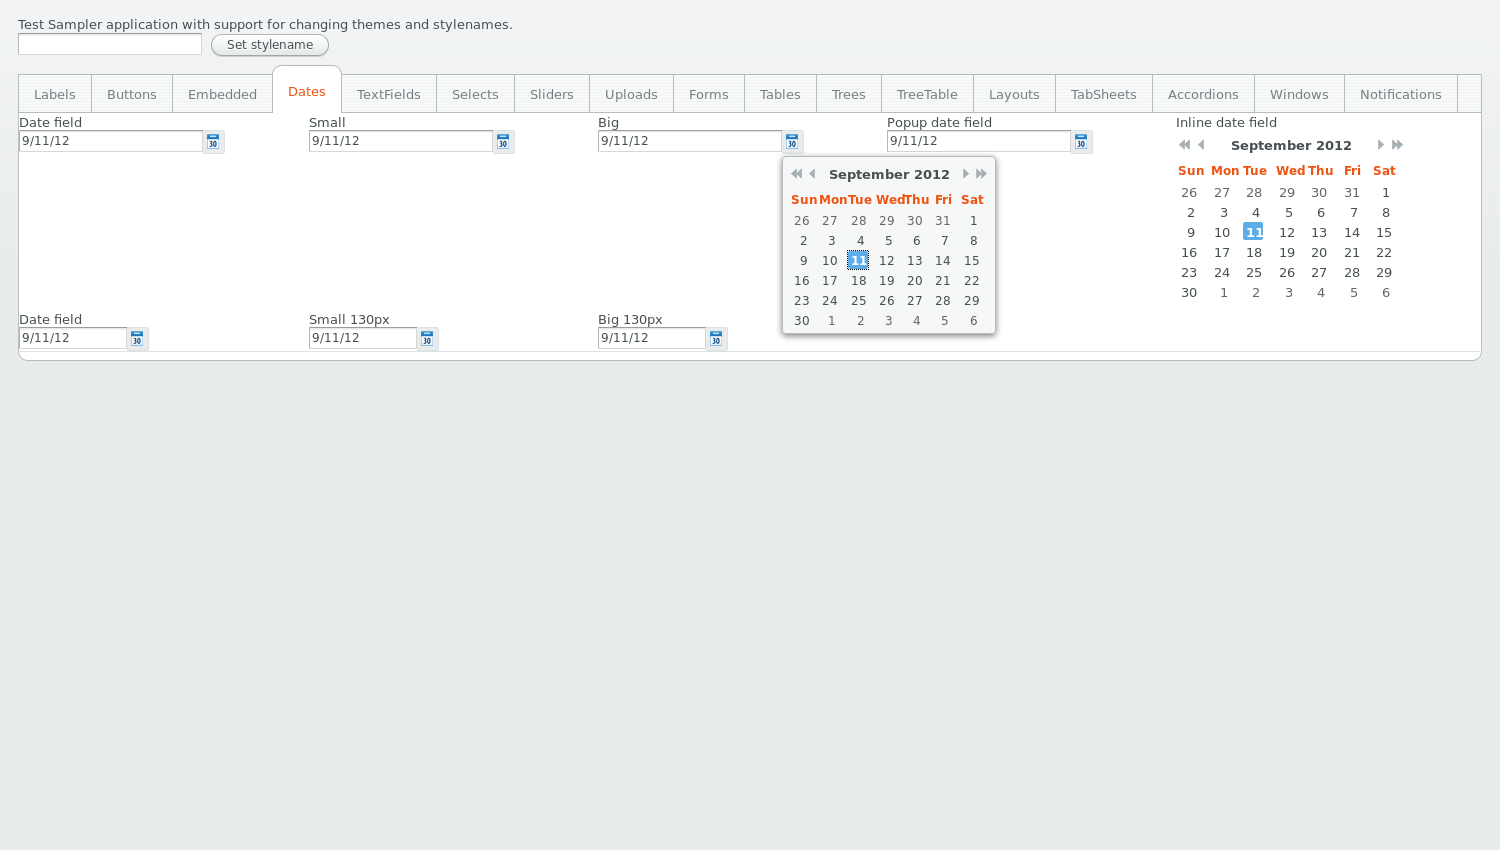 Test Sampler application with support for changing themes and stylenames.
Set stylename
Labels Buttons Embedded Dates TextFields Selects Sliders Uploads Forms Tables Trees TreeTable Layouts TabSheets Accordions Windows Notifications
Date field Small Big Popup date field Inline date field
9/11/12 30 9/11/12 30 9/11/12 30 9/11/12 30
September 2012
Sun Mon Tue Wed Thu Fri Sat
26 27 28 29 30 31 1
2 3 4 5 6 7 8
9 10 11 12 13 14 15
16 17 18 19 20 21 22
23 24 25 26 27 28 29
30 1 2 3 4 5 6
September 2012
Sun Mon Tue Wed Thu Fri Sat
26 27 28 29 30 31 1
2 3 4 5 6 7 8
9 10 11 12 13 14 15
16 17 18 19 20 21 22
23 24 25 26 27 28 29
30 1 2 3 4 5 6
Date field Small 130px Big 130px
9/11/12 30 9/11/12 30 9/11/12 30